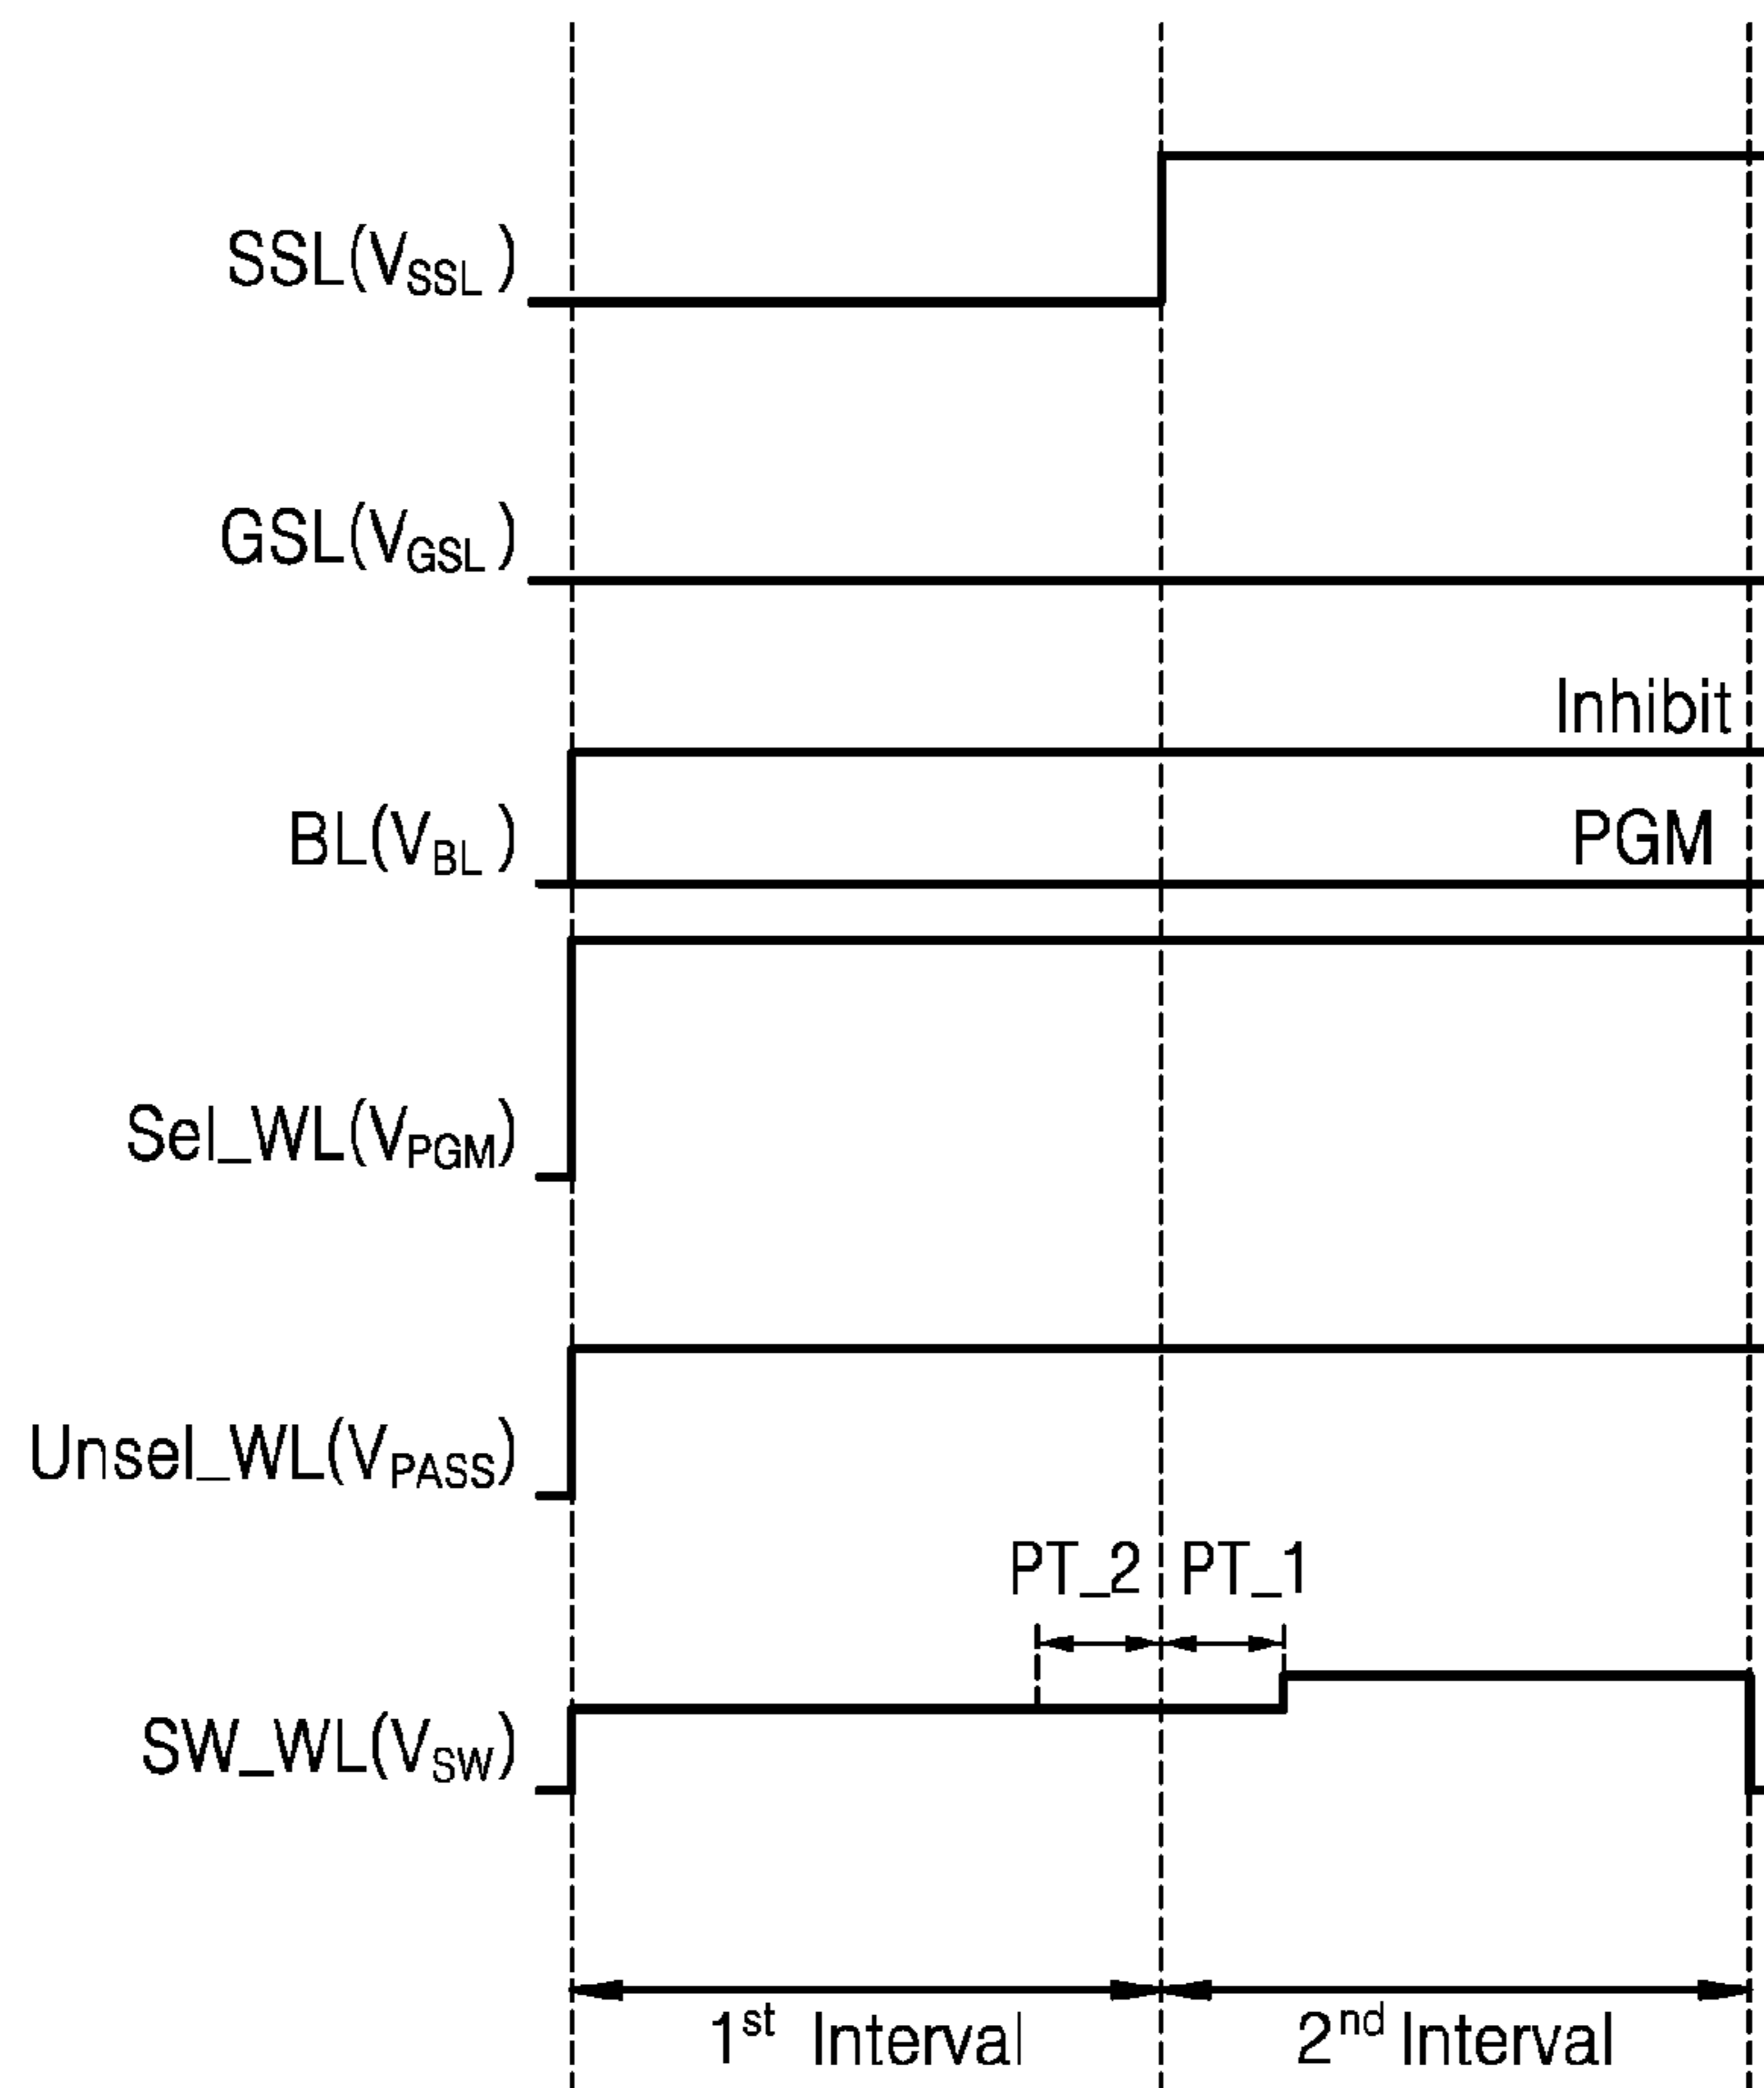 SSL(VSSL)
GSL(VGSL)
Inhibit
BL(VBL)
PGM
Sel_WL(VPGM)
Unsel_WL(VPASS)
PT_2 PT_1
SW_WL(VSW)
1st Interval 2nd Interval